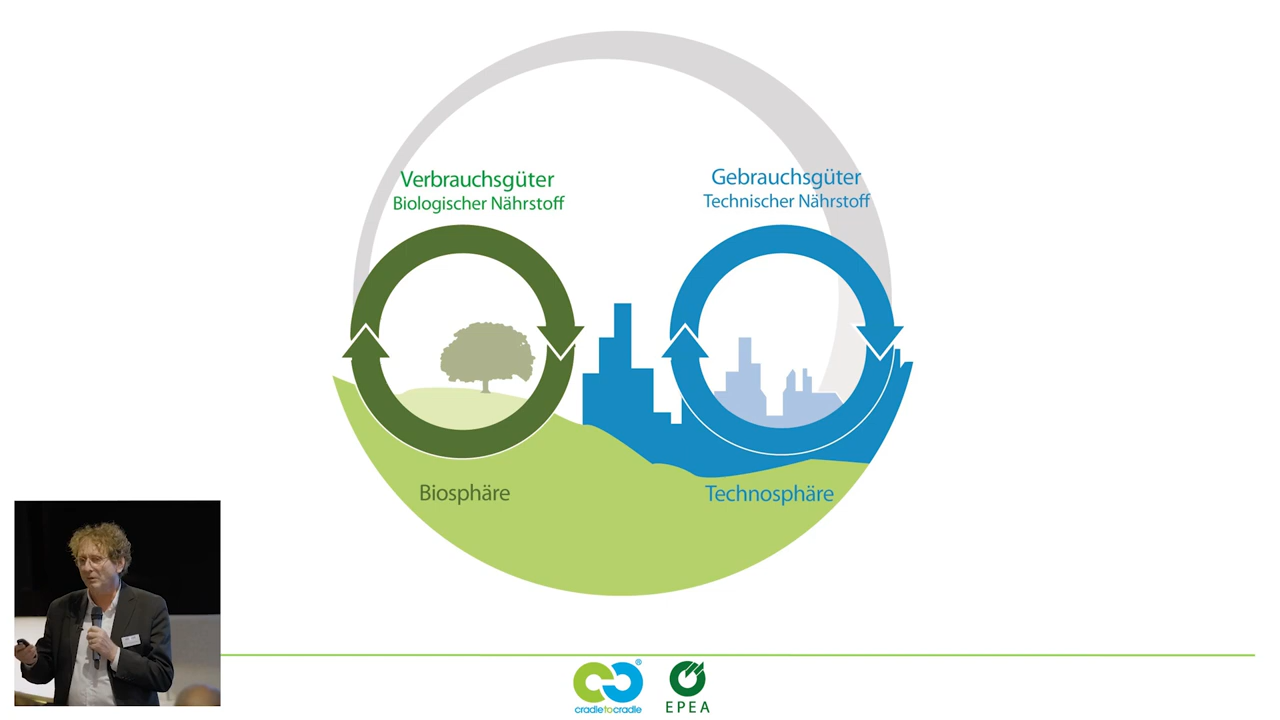 Verbrauchsgüter
Biologischer Nährstoff
Gebrauchsgüter
Technischer Nährstoff
Biosphäre
Technosphäre
®
cradletocradle
EPEA